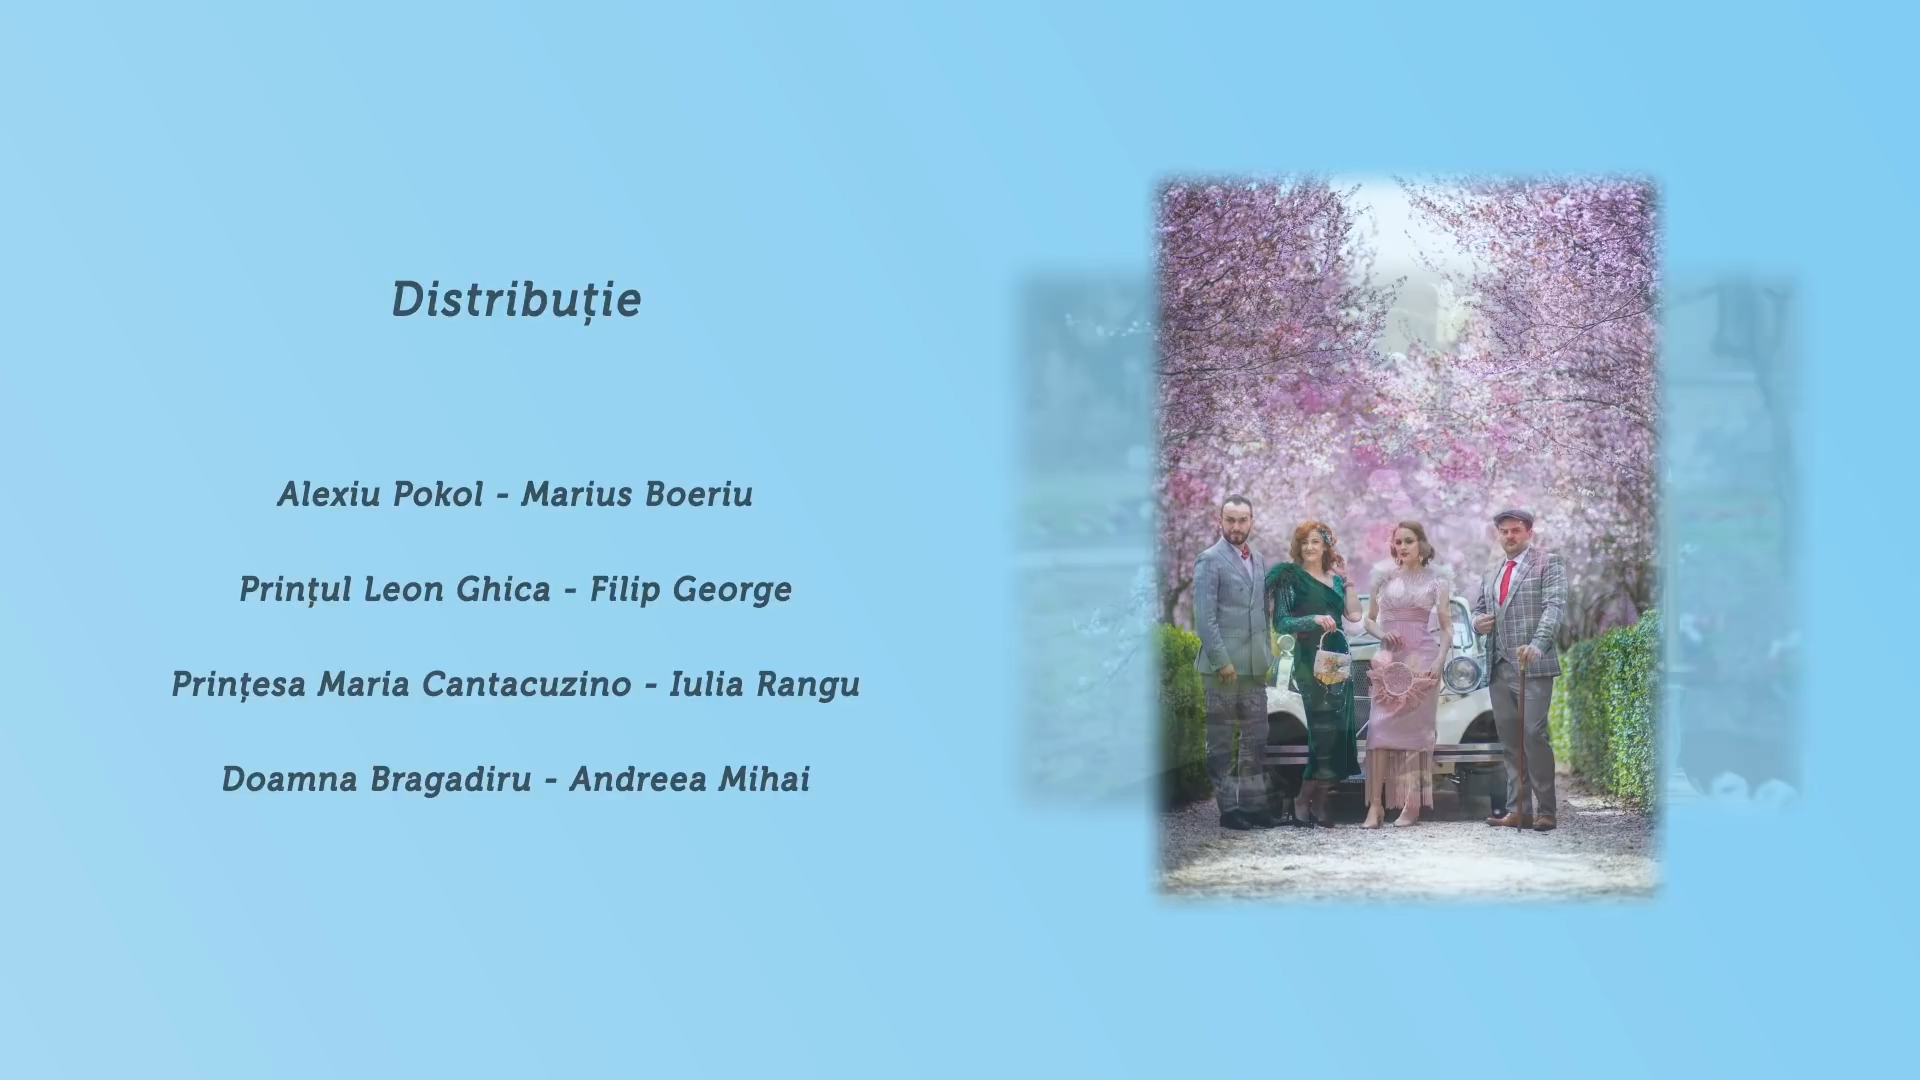 Distribuție
Alexiu Pokol - Marius Boeriu
Prințul Leon Ghica - Filip George
Prințesa Maria Cantacuzino - Iulia Rangu
Doamna Bragadiru - Andreea Mihai